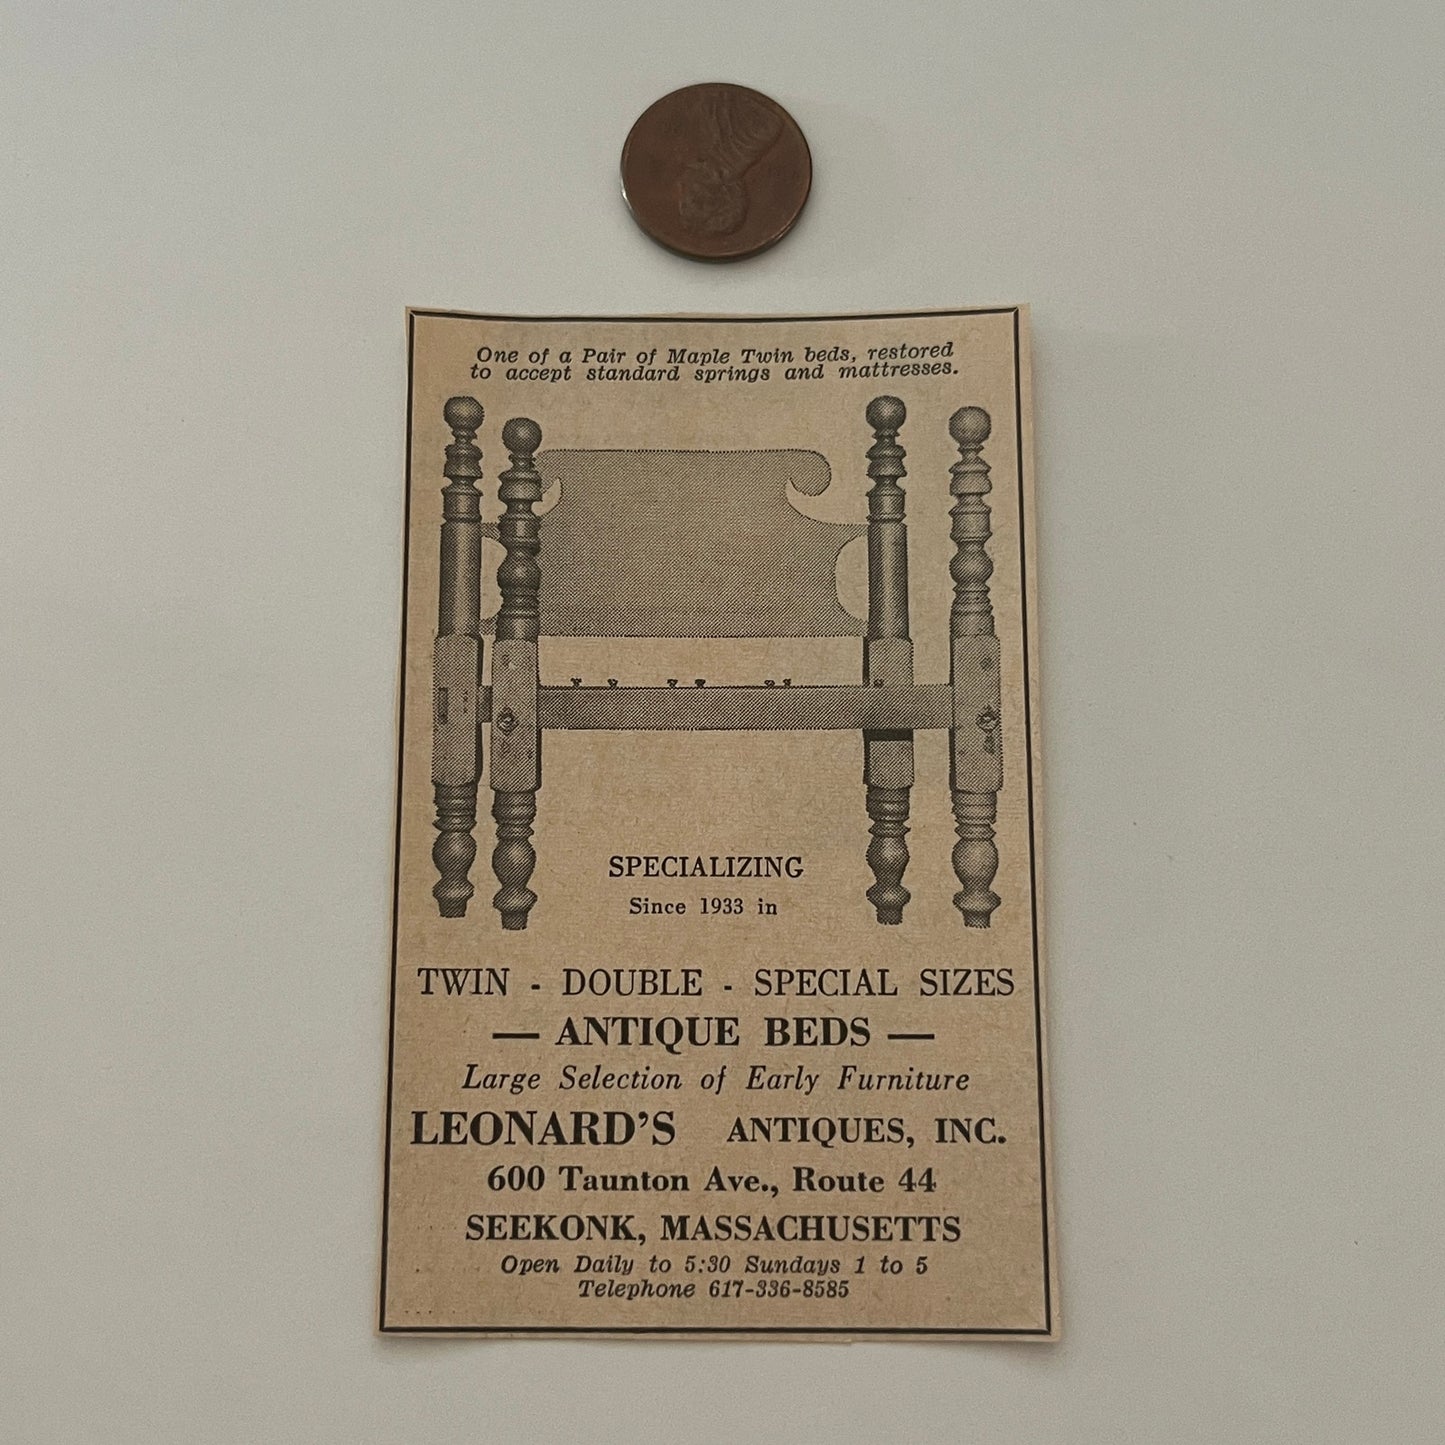 One of a Pair of Maple Twin beds, restored
to accept standard springs and mattresses.
SPECIALIZING
Since 1933 in
TWIN - DOUBLE - SPECIAL SIZES
— ANTIQUE BEDS —
Large Selection of Early Furniture
LEONARD'S ANTIQUES, INC.
600 Taunton Ave., Route 44
SEEKONK, MASSACHUSETTS
Open Daily to 5:30 Sundays 1 to 5
Telephone 617-336-8585